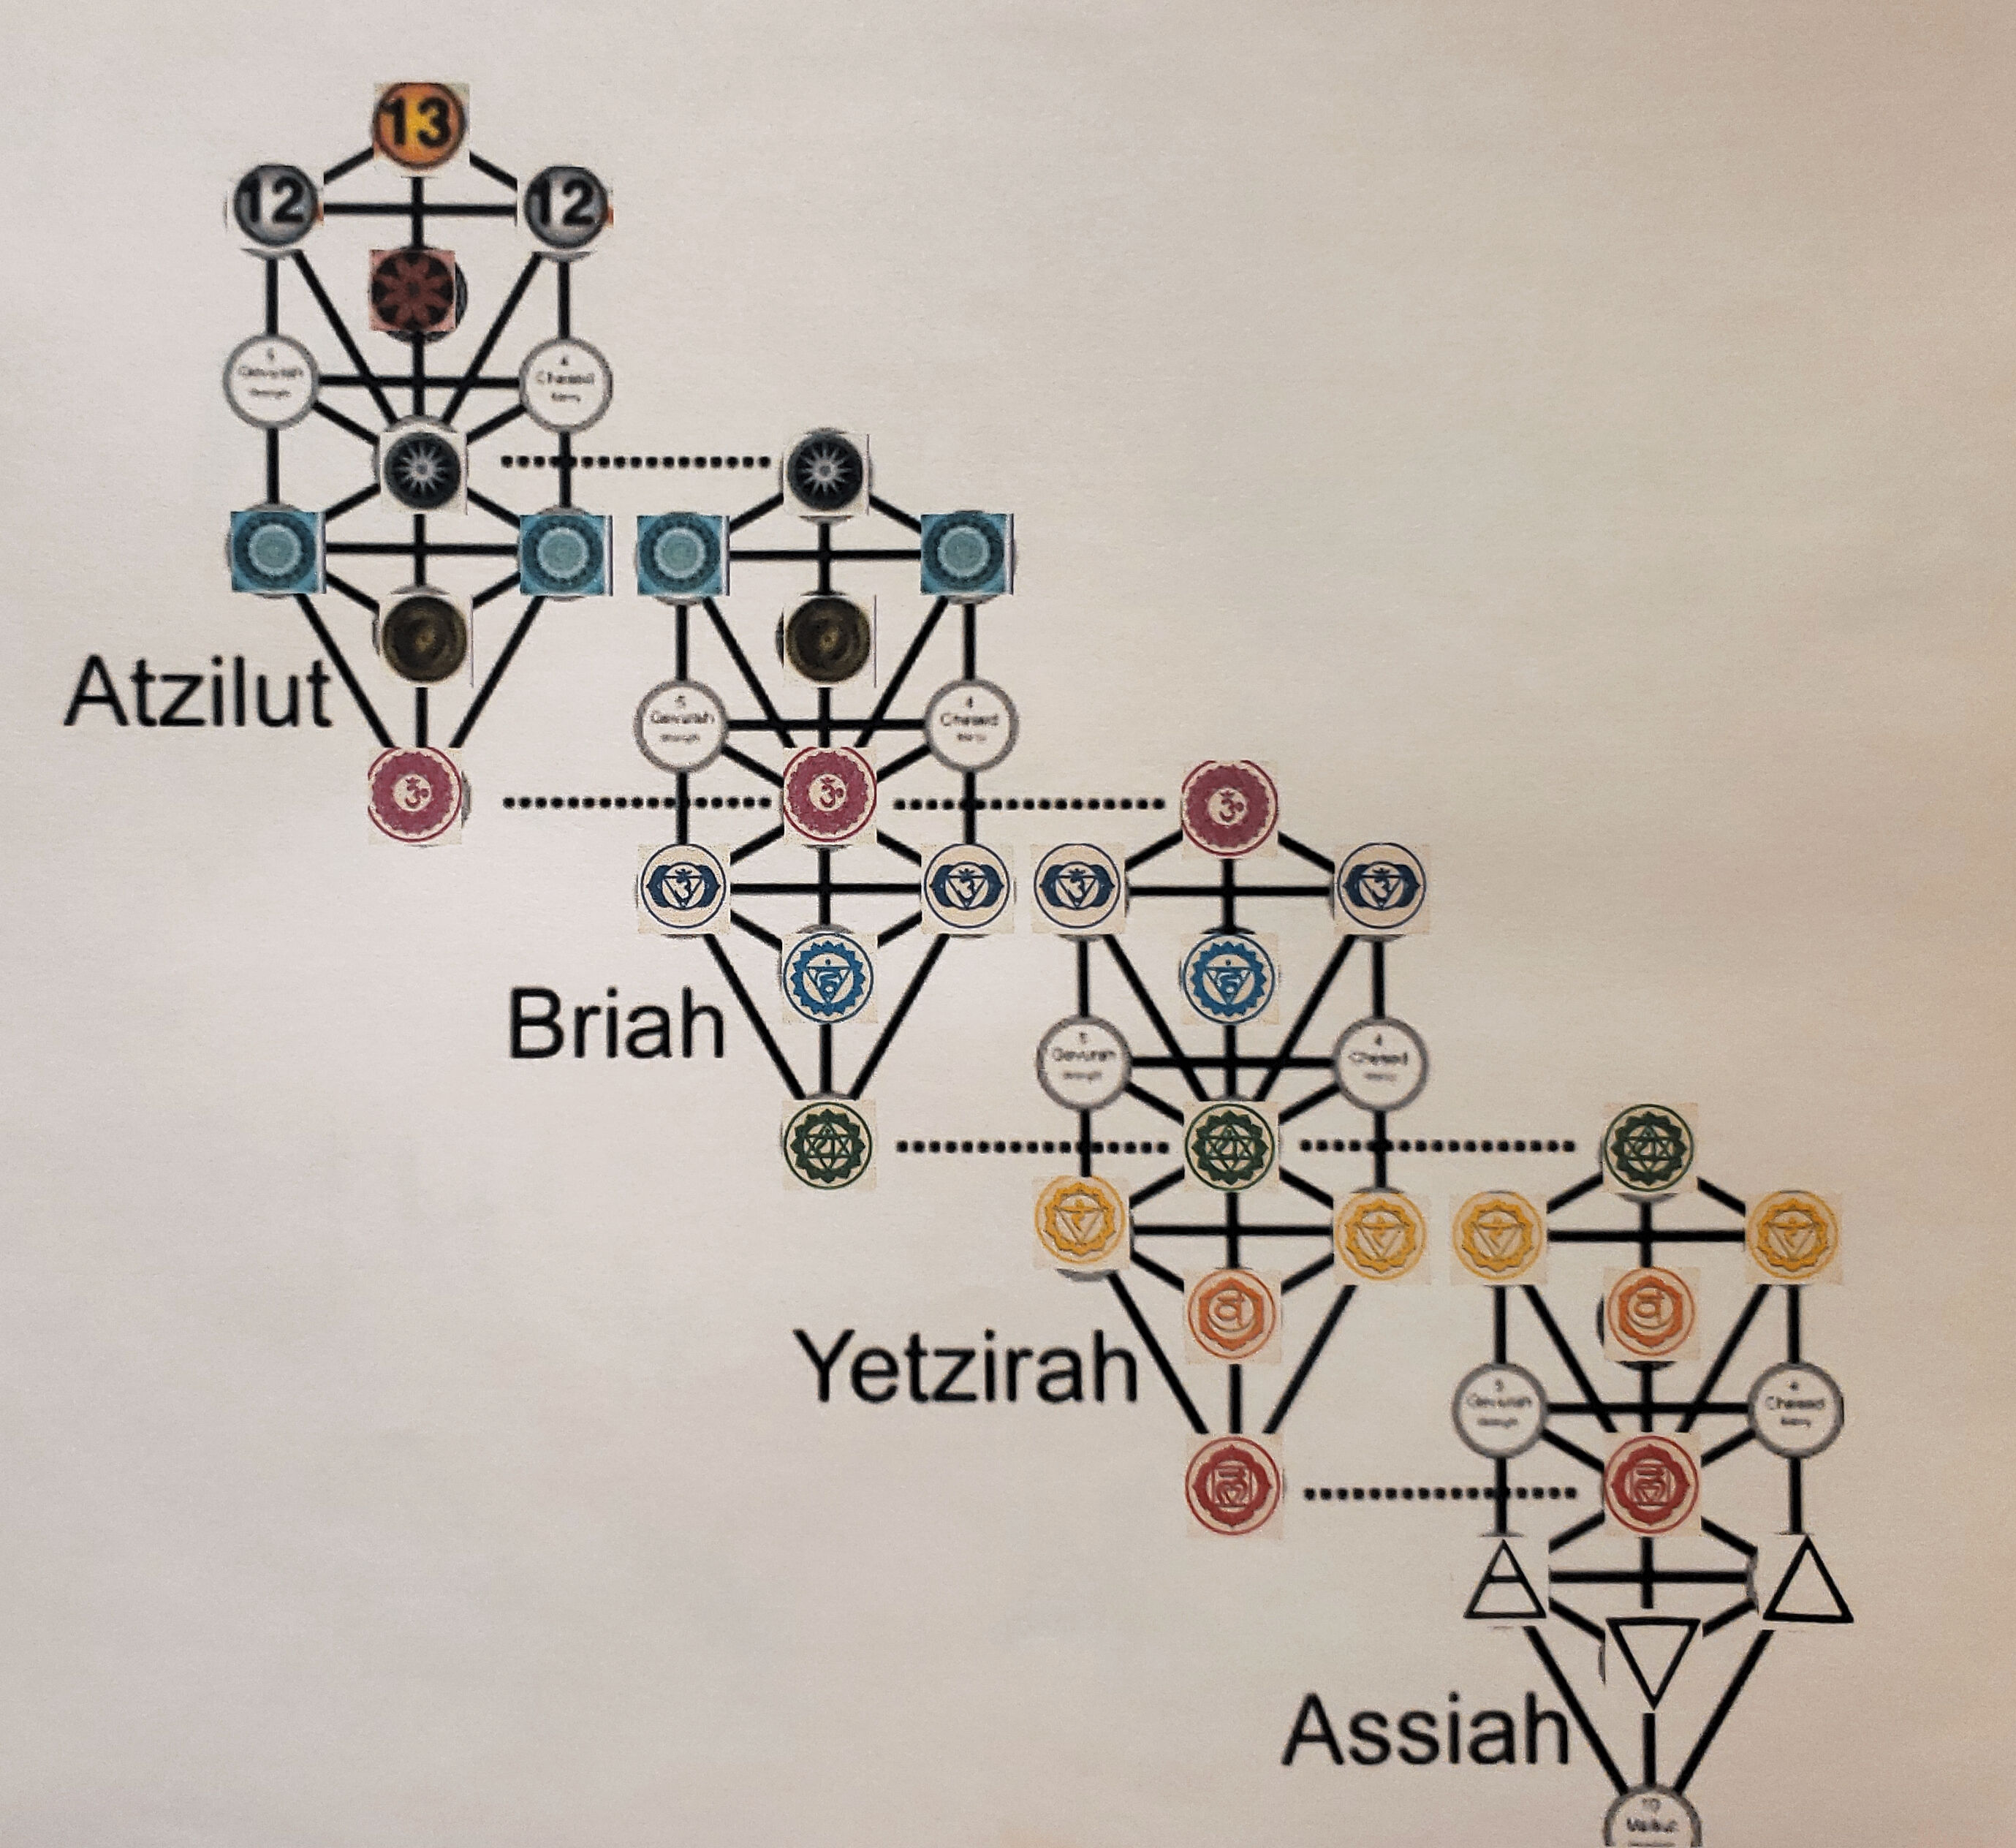 13
12 12
5 4
Gevurah Chesed
Strength Mercy
Atzilut
5 4
Gevurah Chesed
Strength Mercy
ॐ ॐ ॐ
ॐ ॐ ॐ ॐ
Briah
5 4
Gevurah Chesed
Strength Mercy
रं रं रं रं
वं वं
Yetzirah
5 4
Gevurah Chesed
Strength Mercy
लं लं
Assiah
10
Malkut